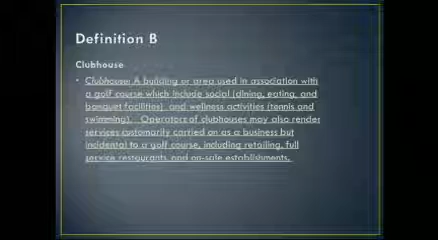 Definition B
Clubhouse
• Clubhouse: A building or area used in association with
a golf course which include social (dining, eating, and
banquet facilities), and wellness activities (tennis and
swimming). Operators of clubhouses may also render
services customarily carried on as a business but
incidental to a golf course, including retailing, full
service restaurants, and on-sale establishments.